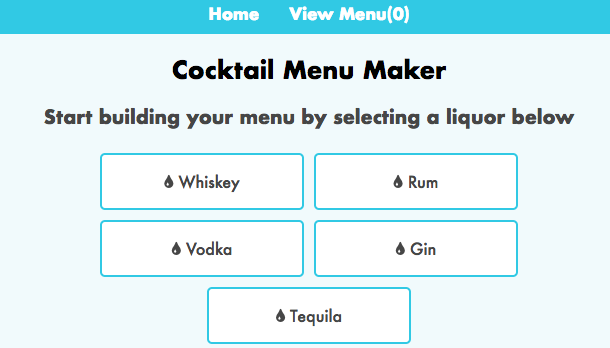 Home View Menu(0)
Cocktail Menu Maker
Start building your menu by selecting a liquor below
Whiskey Rum
Vodka Gin
Tequila